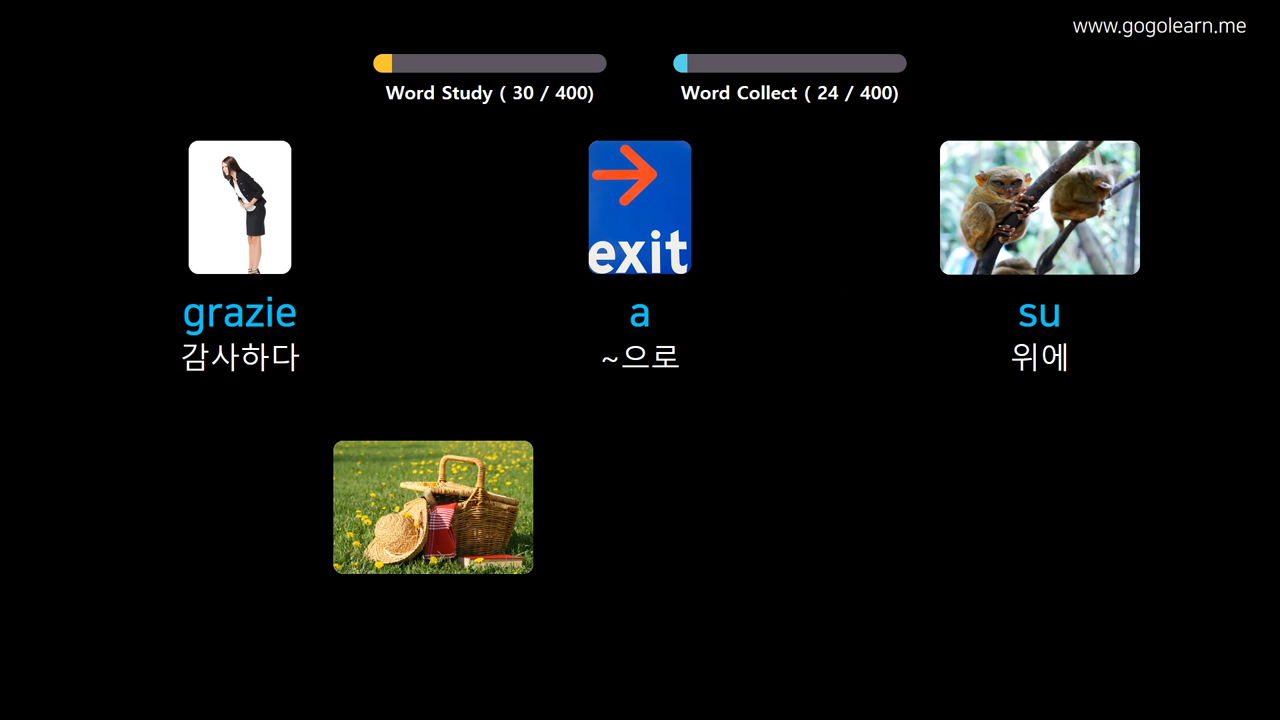 www.gogolearn.me
Word Study ( 30 / 400)
Word Collect ( 24 / 400)
exit
grazie
a
su
감사하다
~으로
위에